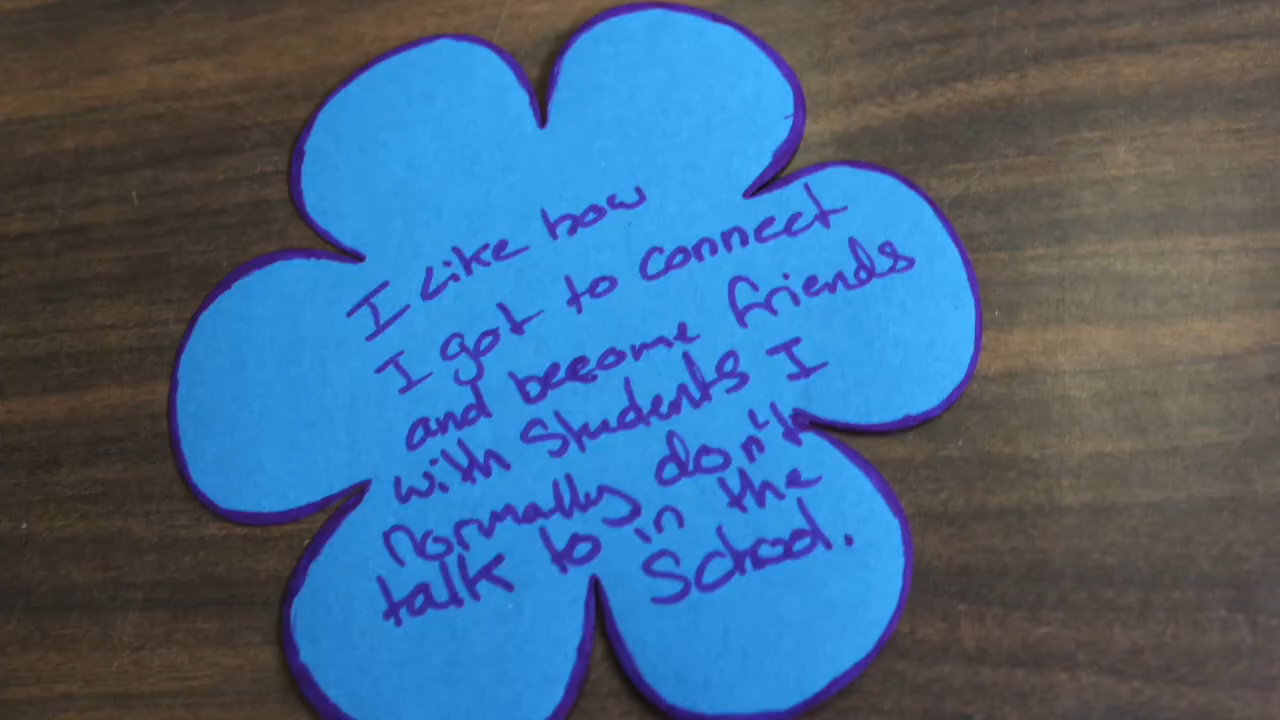 I Like how
I got to connect
and become friends
with Students I
normally don't
talk to in the
School.